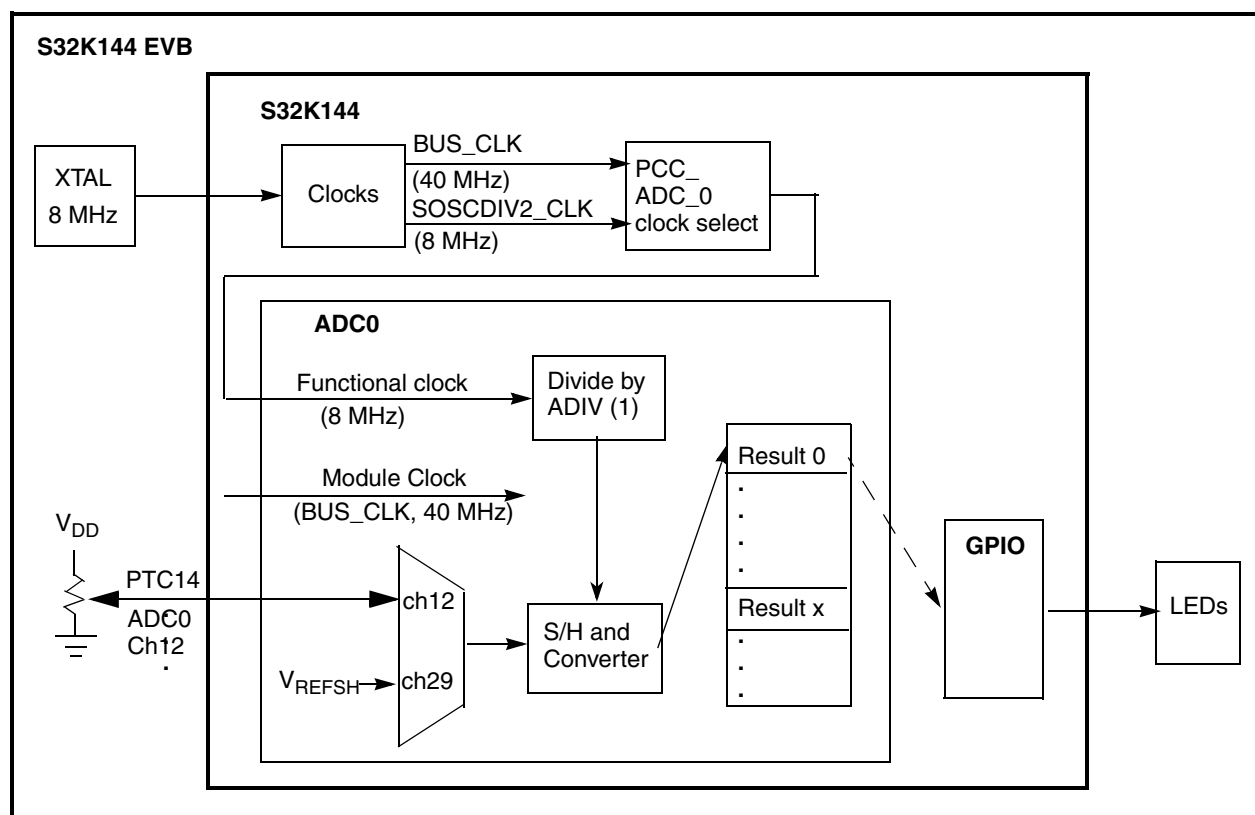 S32K144 EVB
S32K144
XTAL
8 MHz
Clocks
BUS_CLK
(40 MHz)
SOSCDIV2_CLK
(8 MHz)
PCC_
ADC_0
clock select
ADC0
Functional clock
(8 MHz)
Divide by
ADIV (1)
Module Clock
(BUS_CLK, 40 MHz)
VDD
PTC14
ADC0
Ch12
ch12
VREFSH
ch29
S/H and
Converter
Result 0
Result x
GPIO
LEDs